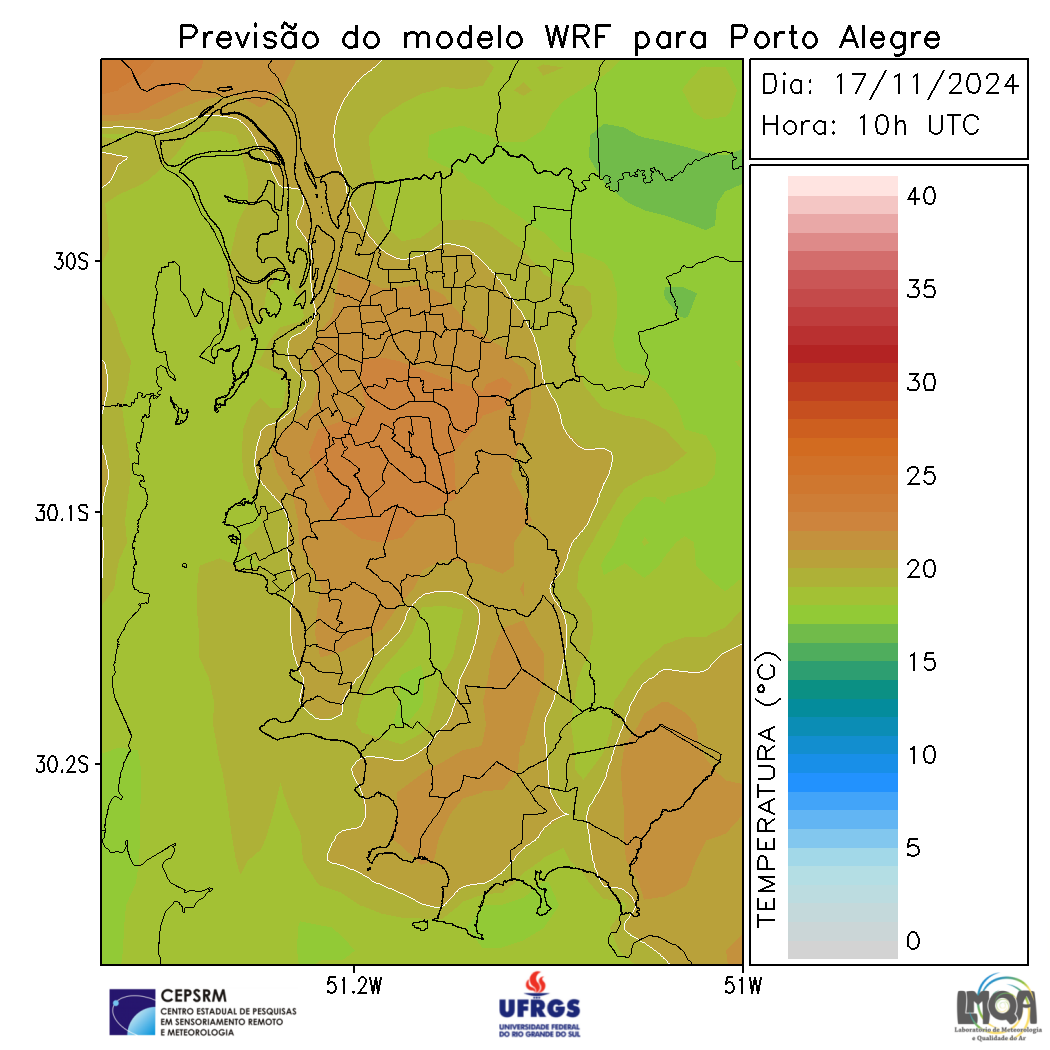 Previsão do modelo WRF para Porto Alegre
Dia: 17/11/2024
Hora: 10h UTC
40
35
30
25
20
15
10
5
0
TEMPERATURA (°C)
30S
30.1S
30.2S
51.2W
51W
CEPSRM
CENTRO ESTADUAL DE PESQUISAS
EM SENSORIAMENTO REMOTO
E METEOROLOGIA
UFRGS
UNIVERSIDADE FEDERAL
DO RIO GRANDE DO SUL
LMQA
Laboratório de Meteorologia
e Qualidade do Ar